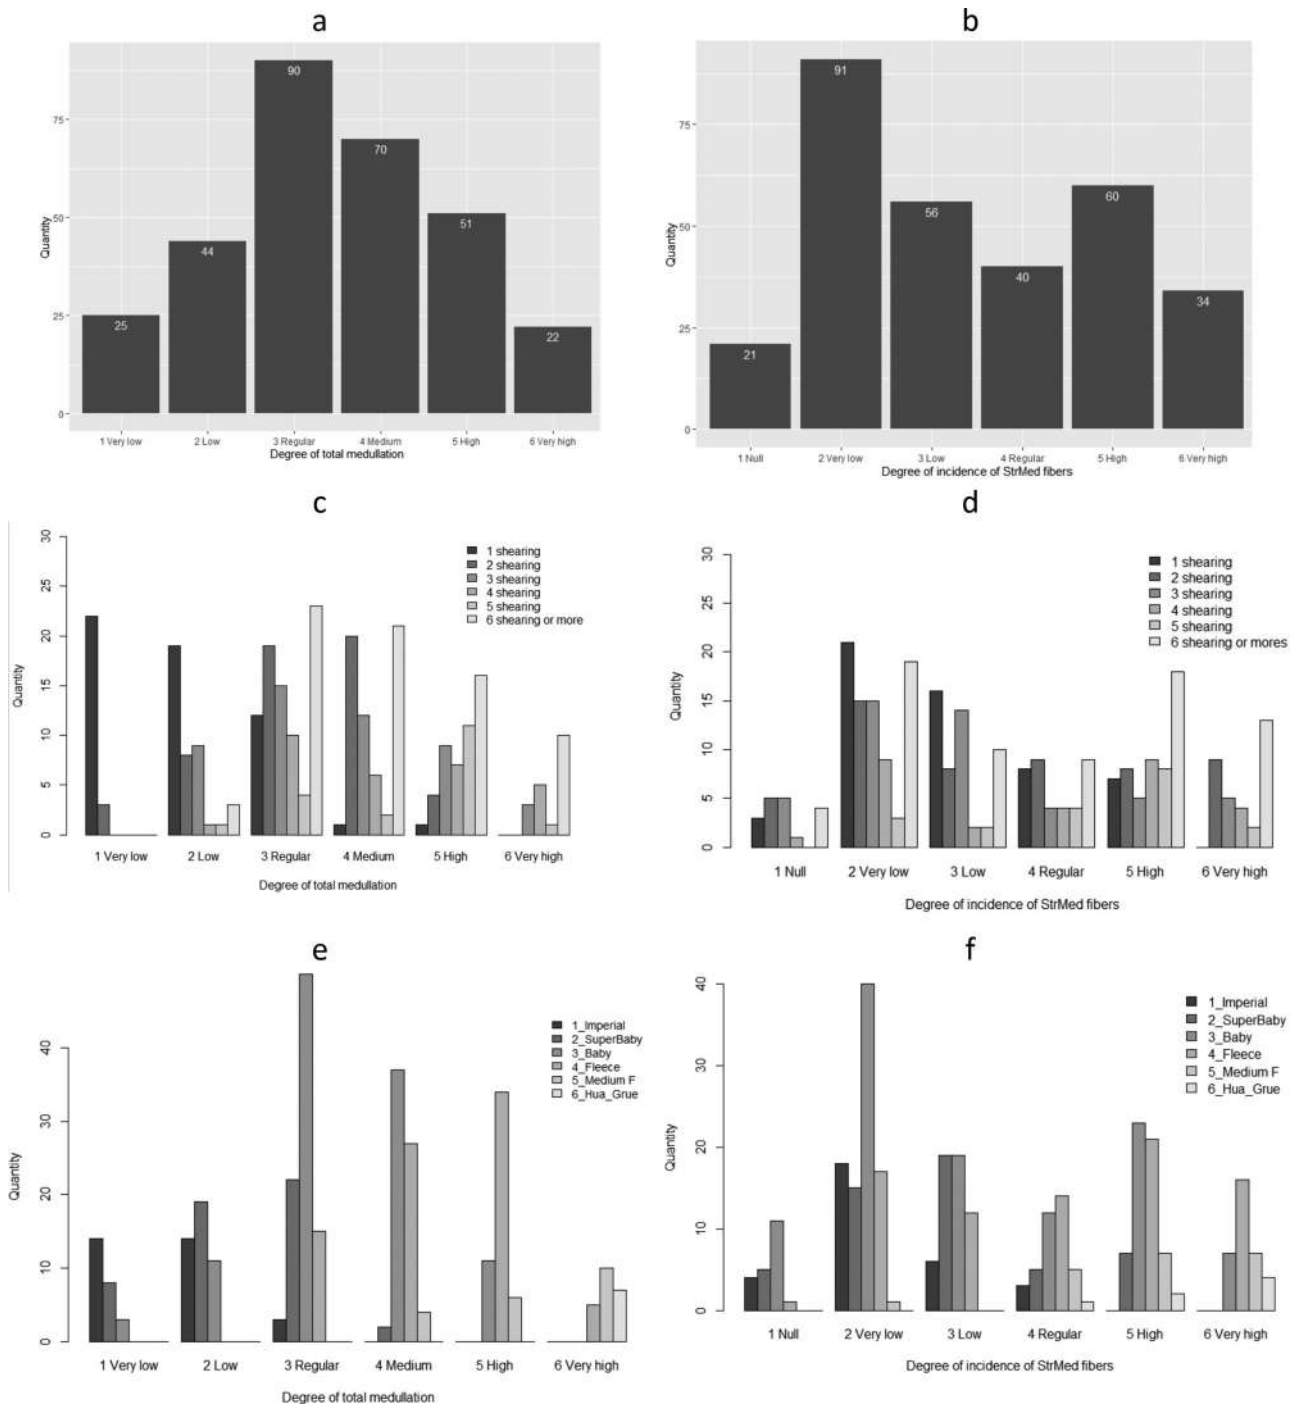 a
Quantity
75
50
25
0
90
70
51
44
25
22
1 Very low 2 Low 3 Regular 4 Medium 5 High 6 Very high
Degree of total medullation
b
Quantity
75
50
25
0
91
60
56
40
34
21
1 Null 2 Very low 3 Low 4 Regular 5 High 6 Very high
Degree of incidence of StrMed fibers
c
Quantity
30
25
20
15
10
5
0
1 shearing
2 shearing
3 shearing
4 shearing
5 shearing
6 shearing or more
1 Very low 2 Low 3 Regular 4 Medium 5 High 6 Very high
Degree of total medullation
d
Quantity
30
25
20
15
10
5
0
1 shearing
2 shearing
3 shearing
4 shearing
5 shearing
6 shearing or mores
1 Null 2 Very low 3 Low 4 Regular 5 High 6 Very high
Degree of incidence of StrMed fibers
e
Quantity
40
30
20
10
0
1_Imperial
2_SuperBaby
3_Baby
4_Fleece
5_Medium F
6_Hua_Grue
1 Very low 2 Low 3 Regular 4 Medium 5 High 6 Very high
Degree of total medullation
f
Quantity
40
30
20
10
0
1_Imperial
2_SuperBaby
3_Baby
4_Fleece
5_Medium F
6_Hua_Grue
1 Null 2 Very low 3 Low 4 Regular 5 High 6 Very high
Degree of incidence of StrMed fibers